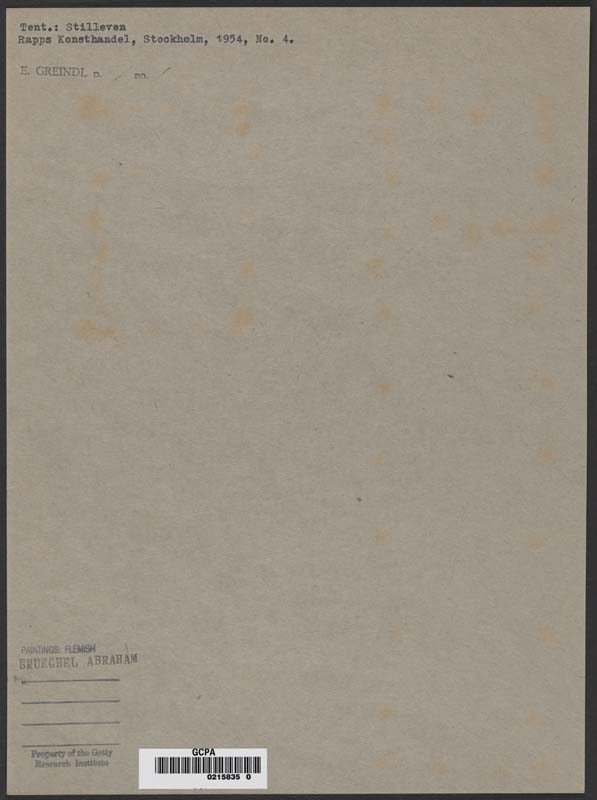 Tent.: Stilleven
Rapps Konsthandel, Stockholm, 1954, No. 4.
E. GREINDL p. no.
PAINTINGS: FLEMISH
BRUEGHEL ABRAHAM
Property of the Getty
Research Institute
GCPA
0215835 0